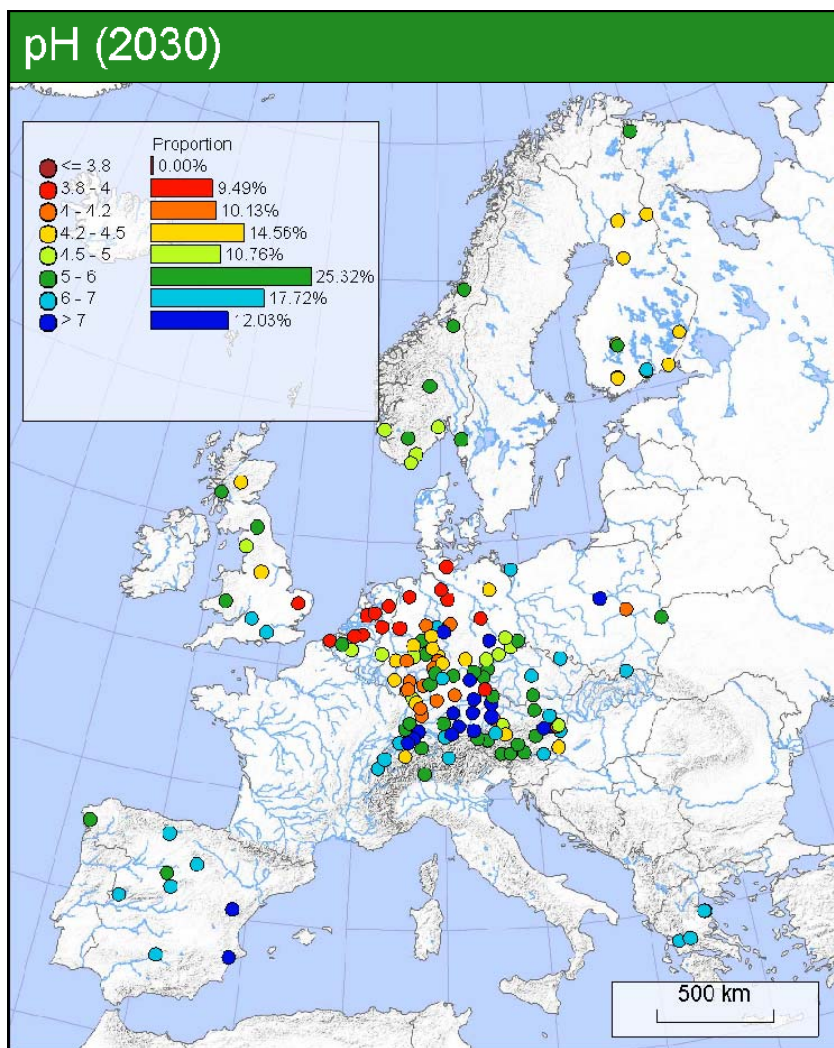 pH (2030)
Proportion
<= 3.8 0.00%
3.8 - 4 9.49%
4 - 4.2 10.13%
4.2 - 4.5 14.56%
4.5 - 5 10.76%
5 - 6 25.32%
6 - 7 17.72%
> 7 12.03%
500 km